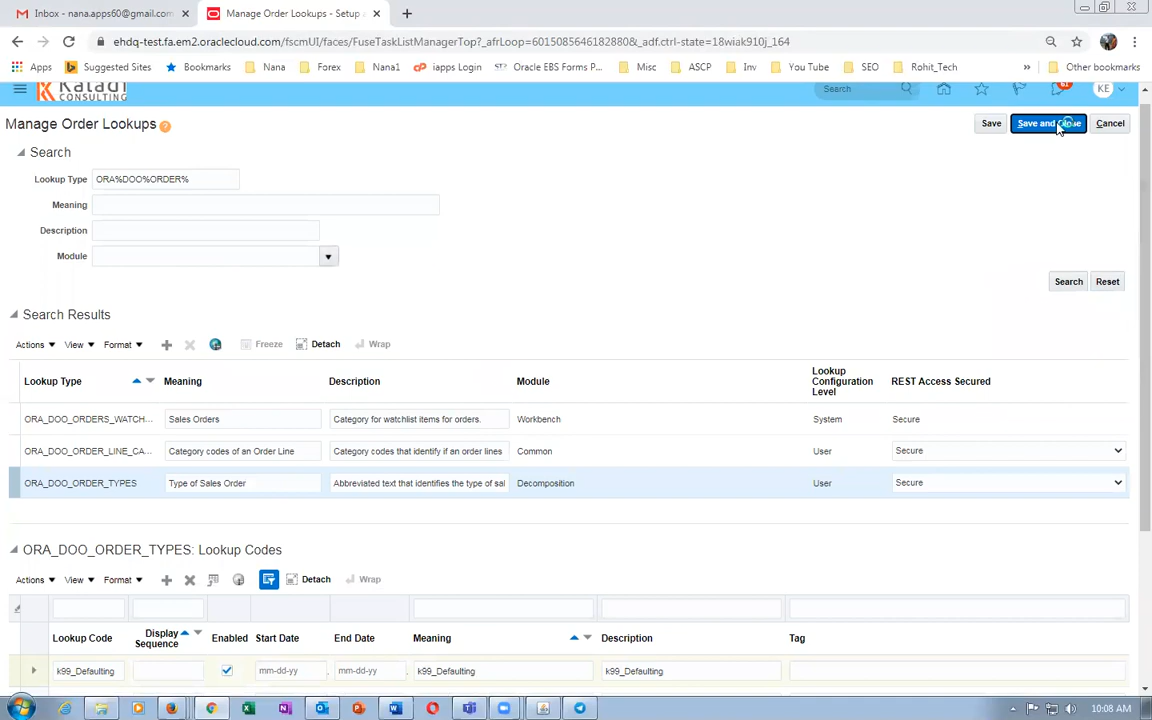 Inbox - nana.apps60@gmail.com
Manage Order Lookups - Setup
ehdq-test.fa.em2.oraclecloud.com/fscmUI/faces/FuseTaskListManagerTop?_afrLoop=6015085646182880&_adf.ctrl-state=18wiak910j_164
Apps Suggested Sites Bookmarks Nana Forex Nana1 iapps Login Oracle EBS Forms P... Misc ASCP Inv You Tube SEO Rohit_Tech » Other bookmarks
CONSULTING Search KE
Manage Order Lookups ? Save Save and Close Cancel
Search
Lookup Type ORA%DOO%ORDER%
Meaning
Description
Module
Search Reset
Search Results
Actions View Format Freeze Detach Wrap
Lookup Type Meaning Description Module Lookup Configuration Level REST Access Secured
ORA_DOO_ORDERS_WATCH... Sales Orders Category for watchlist items for orders. Workbench System Secure
ORA_DOO_ORDER_LINE_CA... Category codes of an Order Line Category codes that identify if an order lines Common User Secure
ORA_DOO_ORDER_TYPES Type of Sales Order Abbreviated text that identifies the type of sal Decomposition User Secure
ORA_DOO_ORDER_TYPES: Lookup Codes
Actions View Format Detach Wrap
Lookup Code Display Sequence Enabled Start Date End Date Meaning Description Tag
k99_Defaulting mm-dd-yy mm-dd-yy k99_Defaulting k99_Defaulting
10:08 AM